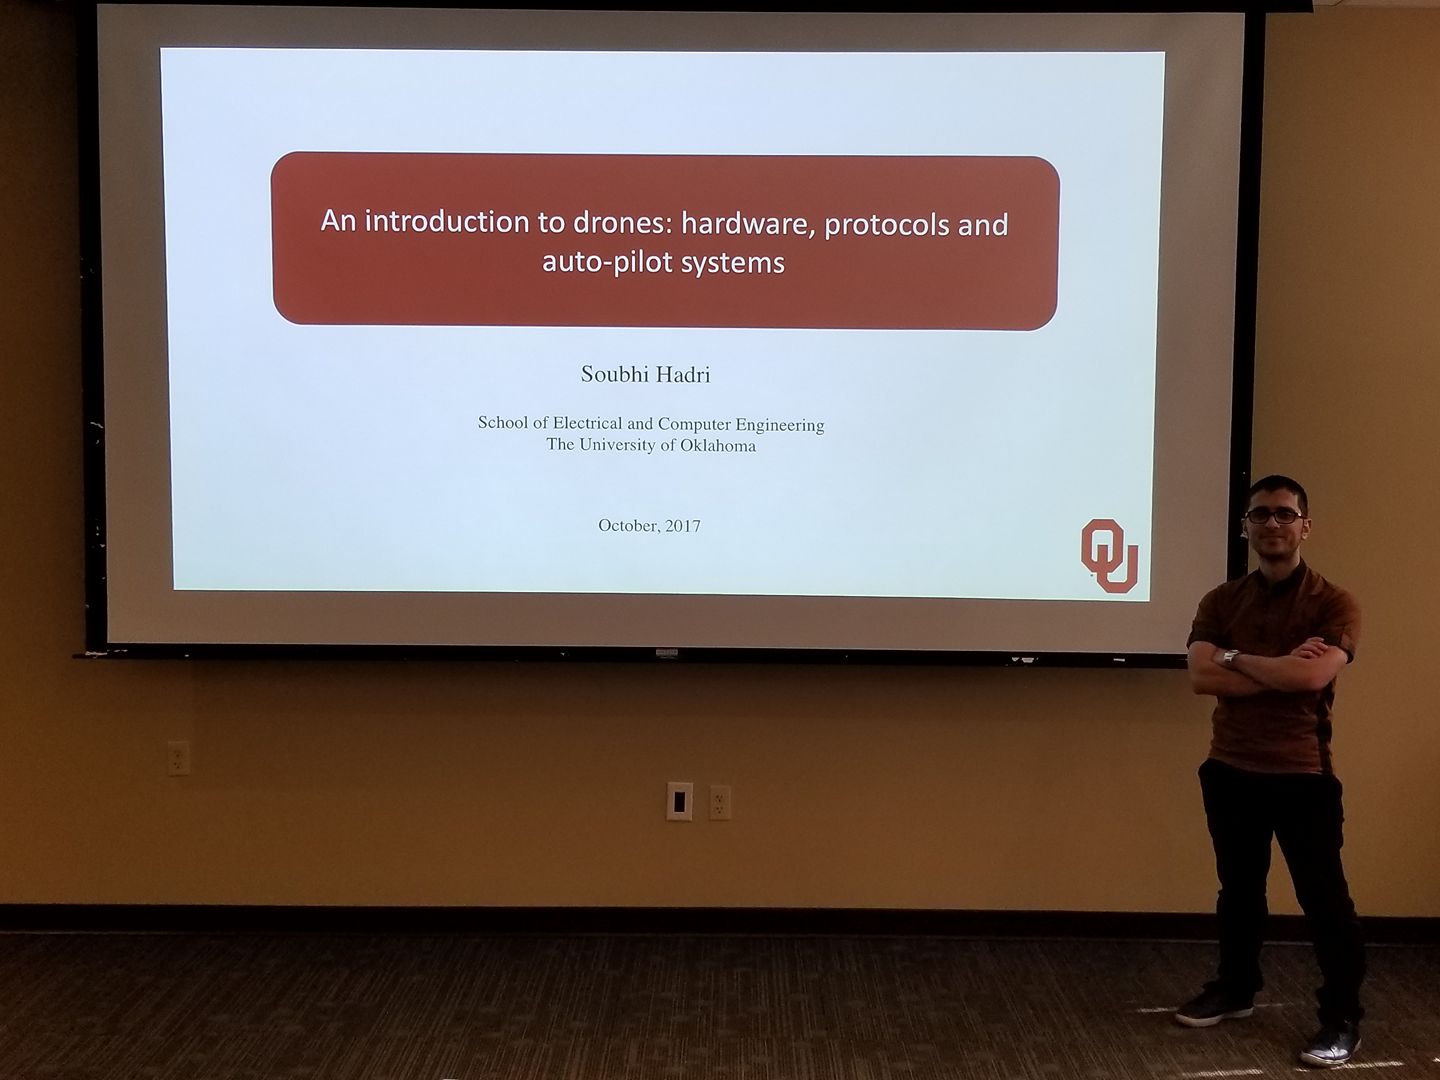 An introduction to drones: hardware, protocols and
auto-pilot systems
Soubhi Hadri
School of Electrical and Computer Engineering
The University of Oklahoma
October, 2017
OU